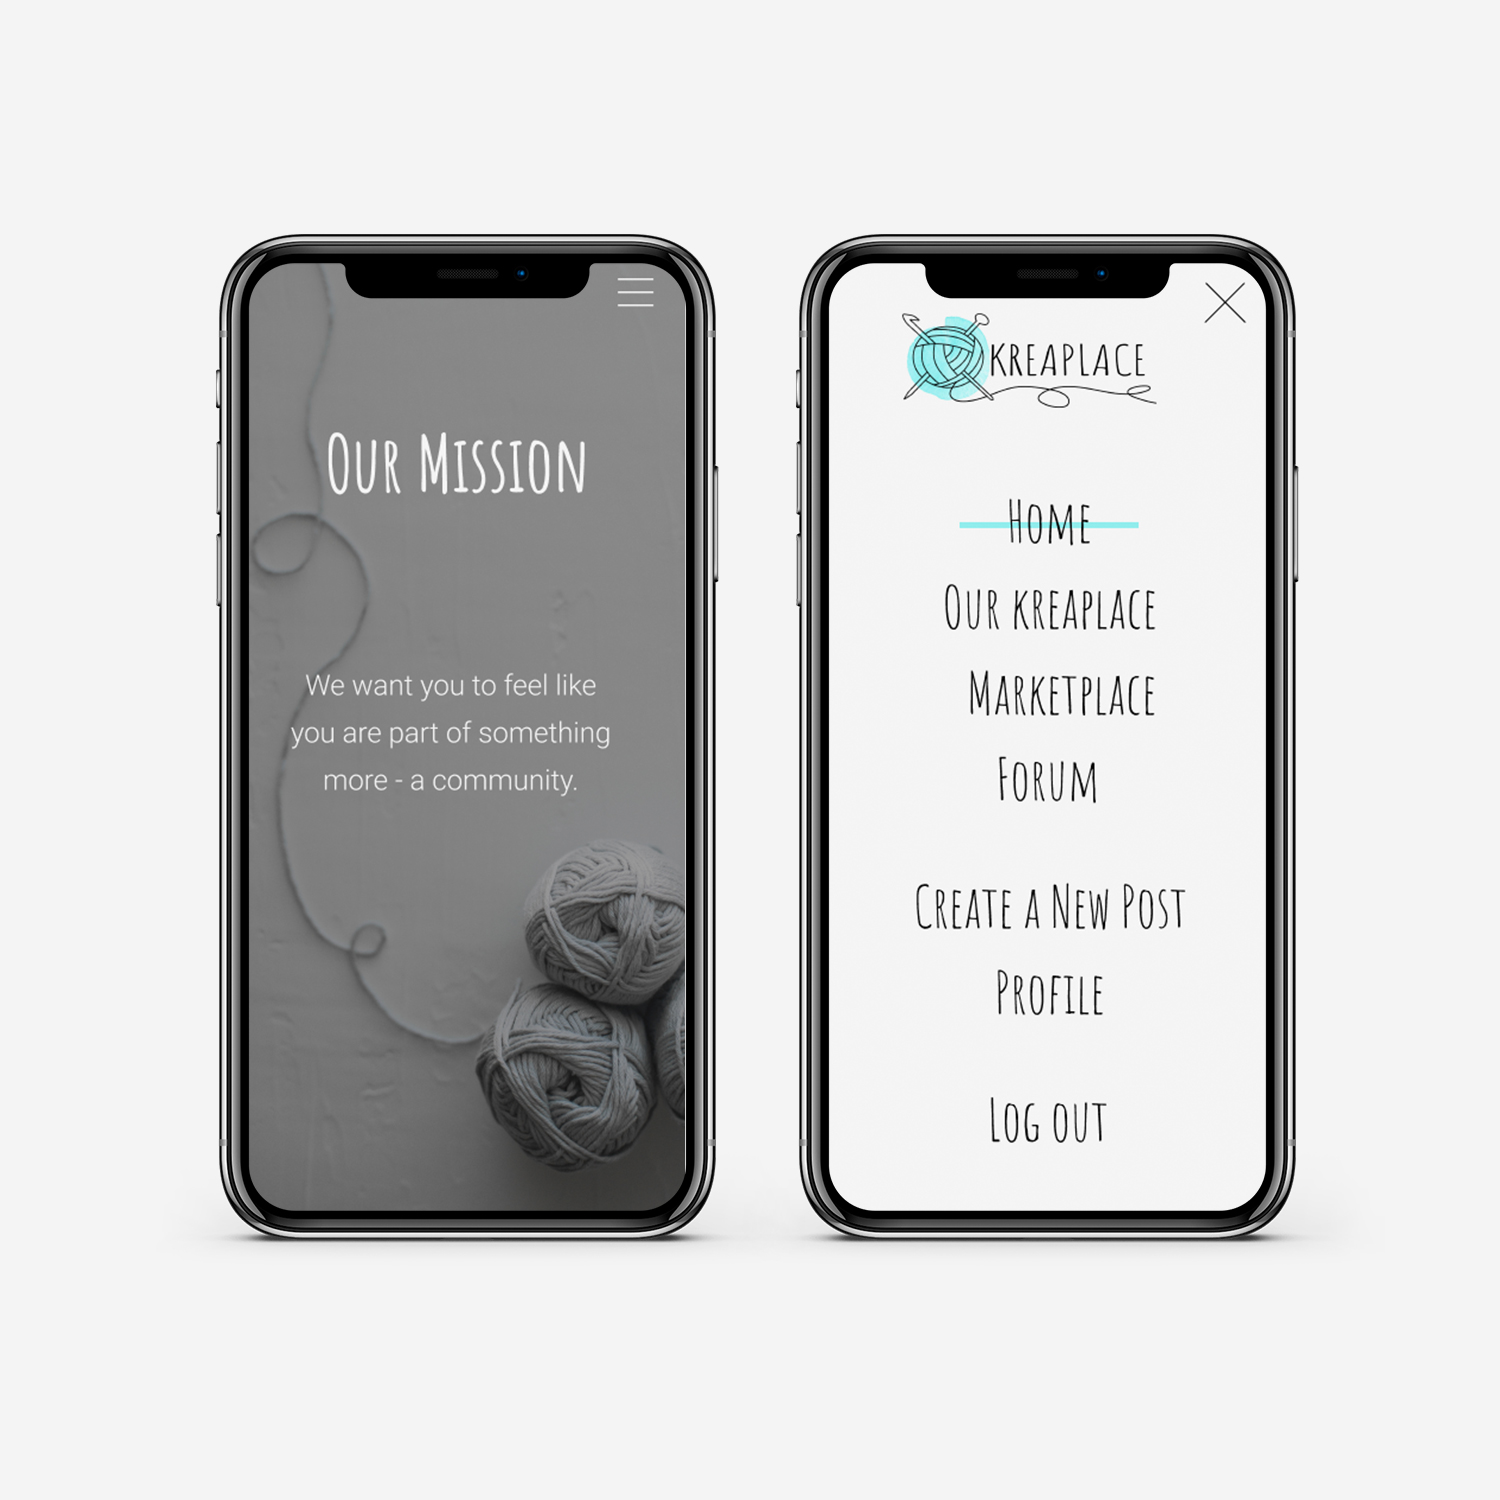 Our Mission
We want you to feel like
you are part of something
more - a community.
KREAPLACE
Home
Our kreaplace
Marketplace
Forum
Create a New Post
Profile
Log out